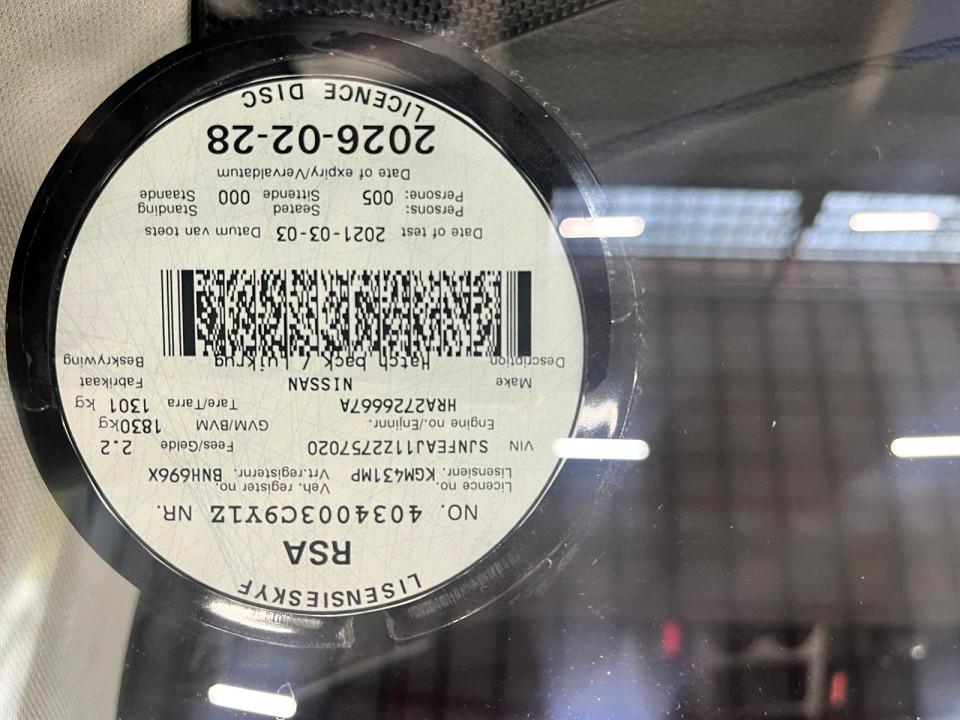 LISENSIESKYF
RSA
NO. 4034003C9Y1Z NR.
Licence no. Veh. register no.
Lisensienr. KGM431MP Vrt.registernr. BNH696X
VIN SJNFEAJ11Z2757020 Fees/Gelde 2.2
Engine no./Enjinnr. GVM/BVM 1830kg
HRA2726667A Tare/Tarra 1301 kg
Make NISSAN Fabrikaat
Description Hatch back / Luikrug Beskrywing
Date of test 2021-03-03 Datum van toets
Persons: 005 Seated 000 Standing
Persone: Sittende Staande
Date of expiry/Vervaldatum
2026-02-28
LICENCE DISC